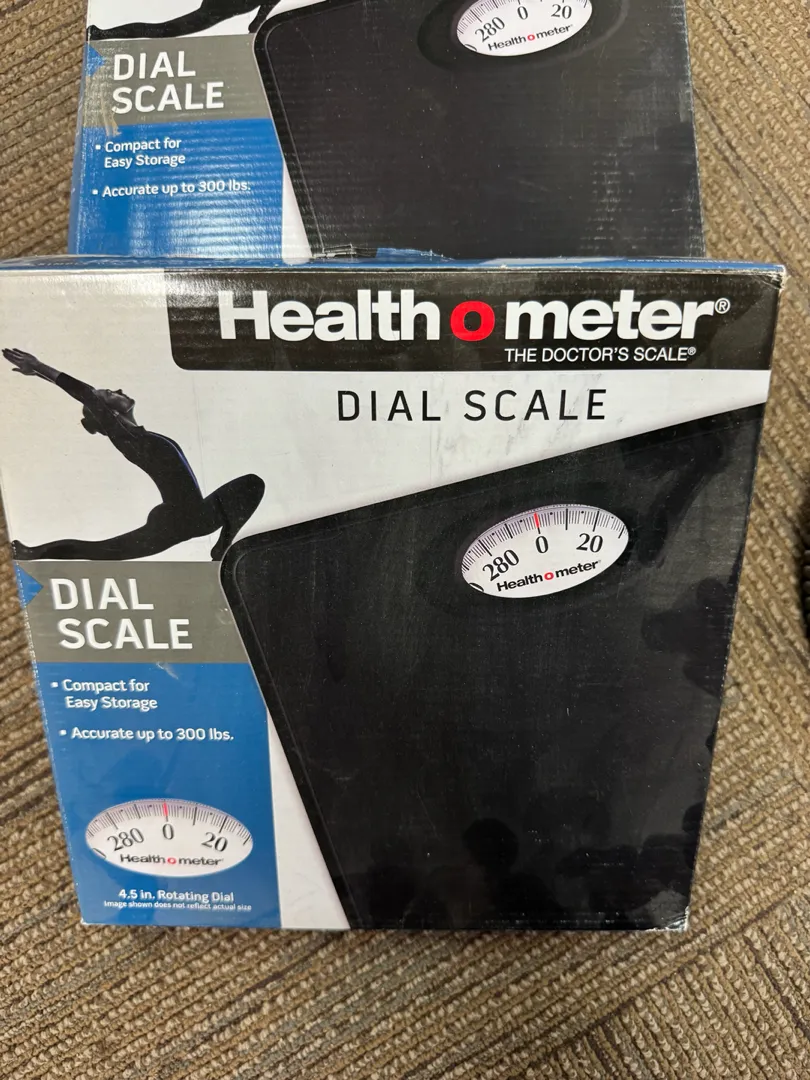 280 0 20
Health o meter
DIAL
SCALE
• Compact for
Easy Storage
• Accurate up to 300 lbs.
Health o meter®
THE DOCTOR'S SCALE®
DIAL SCALE
280 0 20
Health o meter
DIAL
SCALE
• Compact for
Easy Storage
• Accurate up to 300 lbs.
280 0 20
Health o meter
4.5 in. Rotating Dial
Image shown does not reflect actual size